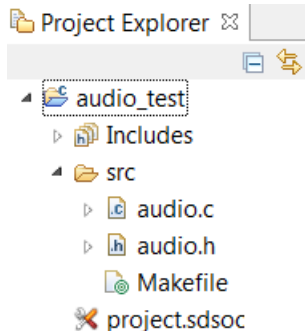 Project Explorer
audio_test
Includes
src
audio.c
audio.h
Makefile
project.sdsoc